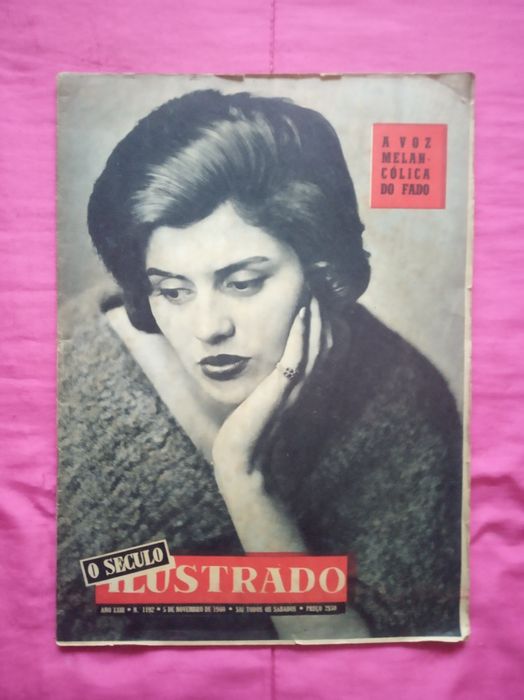 A VOZ
MELAN-
CÓLICA
DO FADO
O SECULO
ILUSTRADO
ANO XXIII • N. 1192 • 5 DE NOVEMBRO DE 1960 • SAI TODOS OS SABADOS • PREÇO 2$50